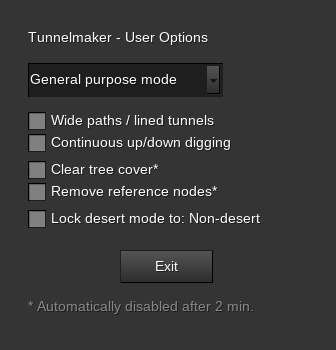 Tunnelmaker - User Options
General purpose mode
Wide paths / lined tunnels
Continuous up/down digging
Clear tree cover*
Remove reference nodes*
Lock desert mode to: Non-desert
Exit
* Automatically disabled after 2 min.